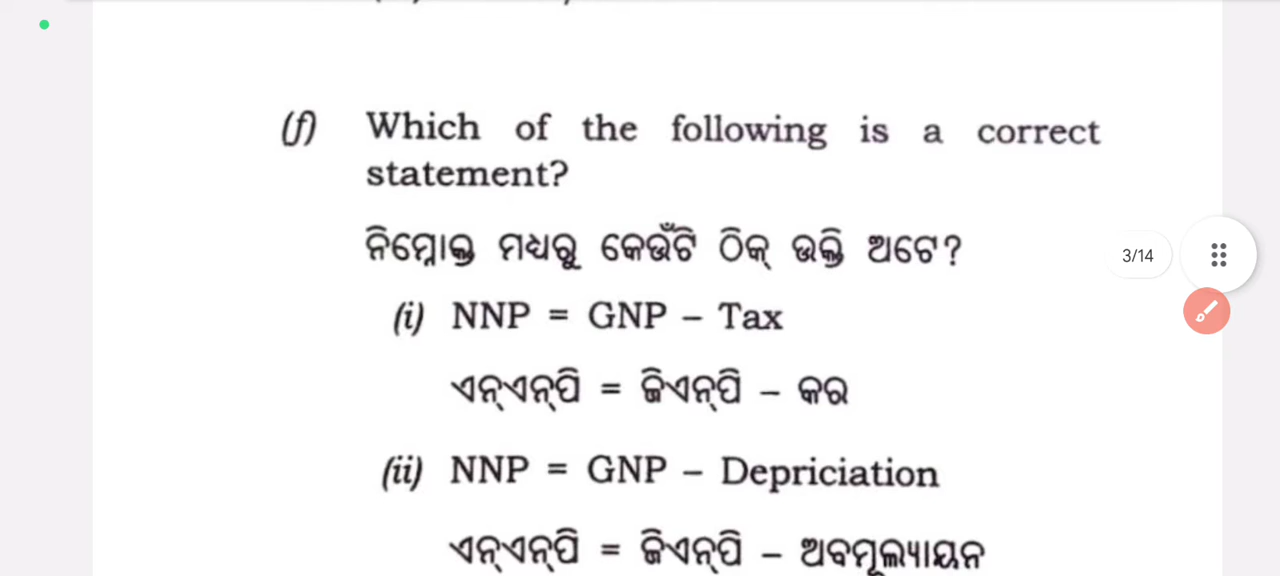 (f) Which of the following is a correct
statement?
ନିମ୍ନୋକ୍ତ ମଧ୍ୟରୁ କେଉଁଟି ଠିକ୍ ଉକ୍ତି ଅଟେ?
(i) NNP = GNP – Tax
3/14
ଏନ୍ଏନ୍ପି = ଜିଏନ୍ପି – କର
(ii) NNP = GNP – Depriciation
ଏନ୍ଏନ୍ପି = ଜିଏନ୍ପି – ଅବମୂଲ୍ୟାୟନ